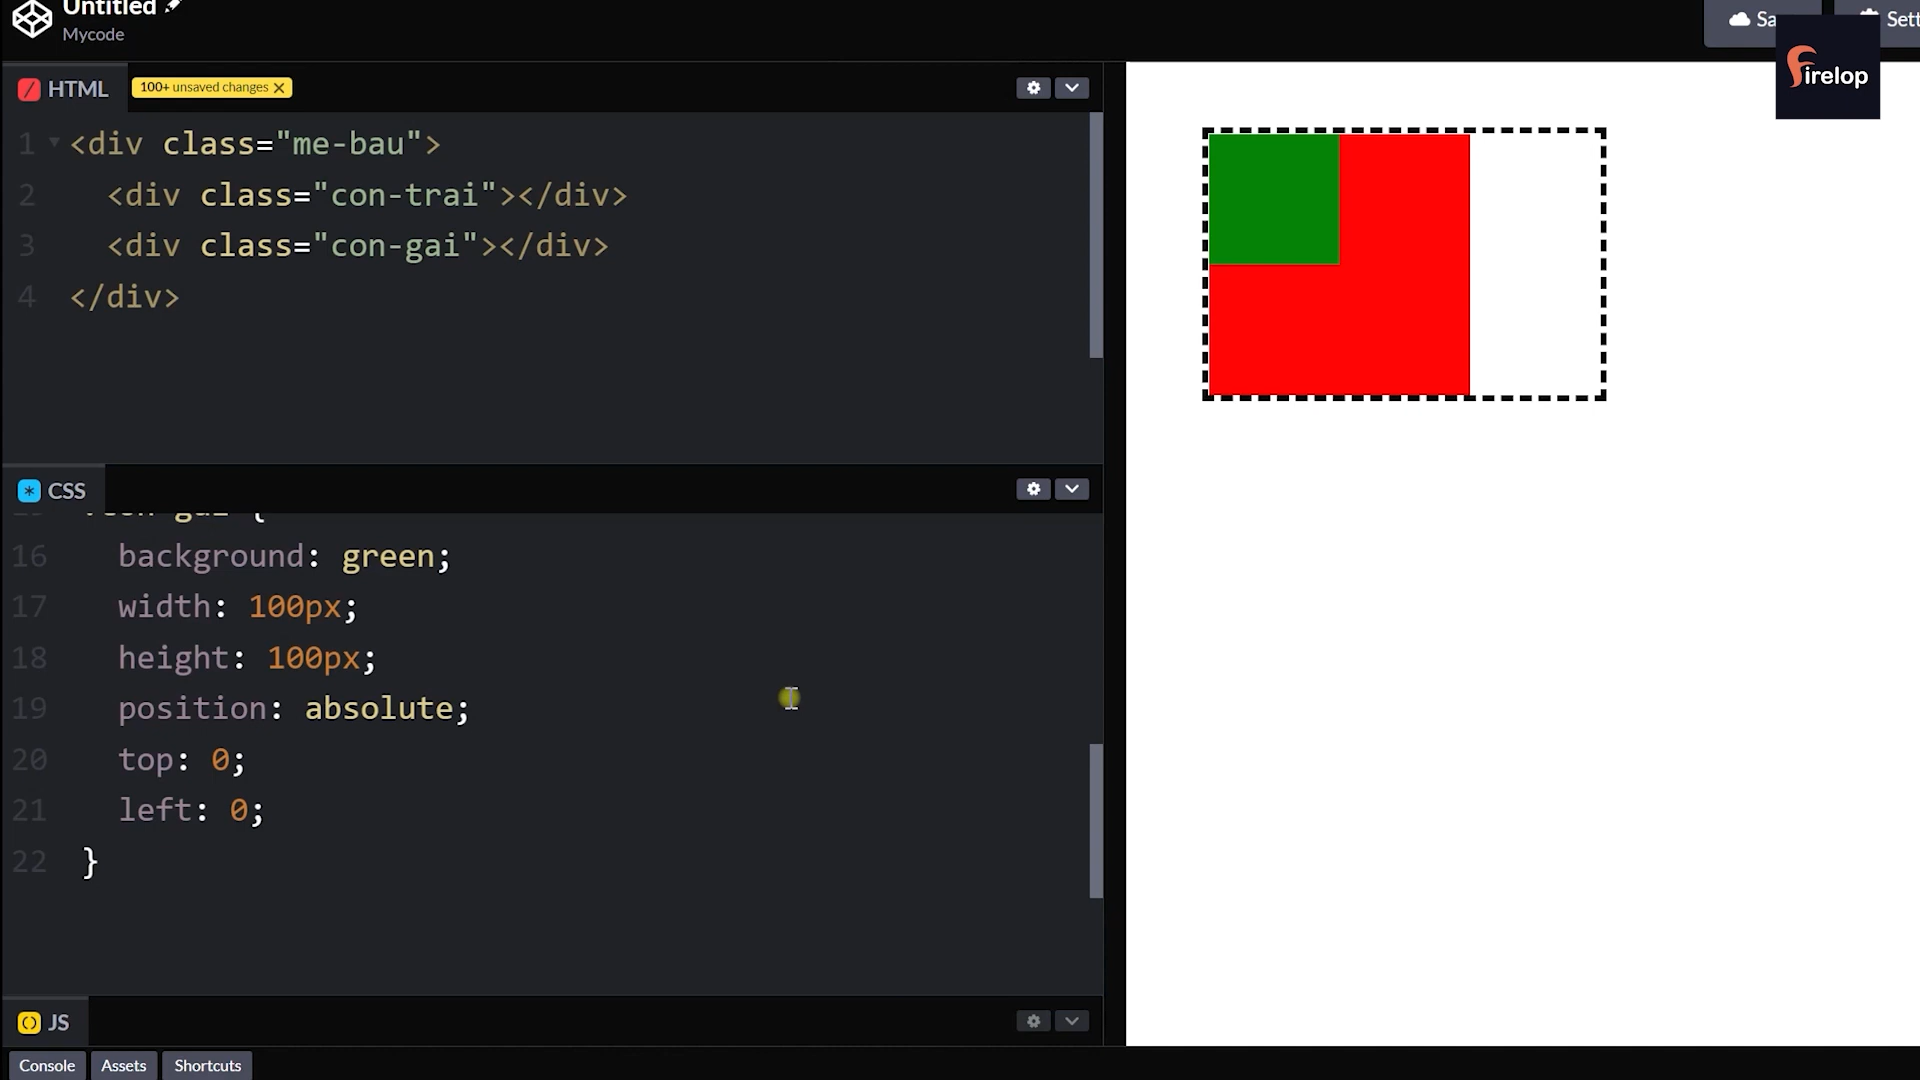 Untitled
Mycode
Sett
Firelop
HTML
100+ unsaved changes
1 <div class="me-bau">
2 <div class="con-trai"></div>
3 <div class="con-gai"></div>
4 </div>
CSS
16 background: green;
17 width: 100px;
18 height: 100px;
19 position: absolute;
20 top: 0;
21 left: 0;
22 }
JS
Console Assets Shortcuts